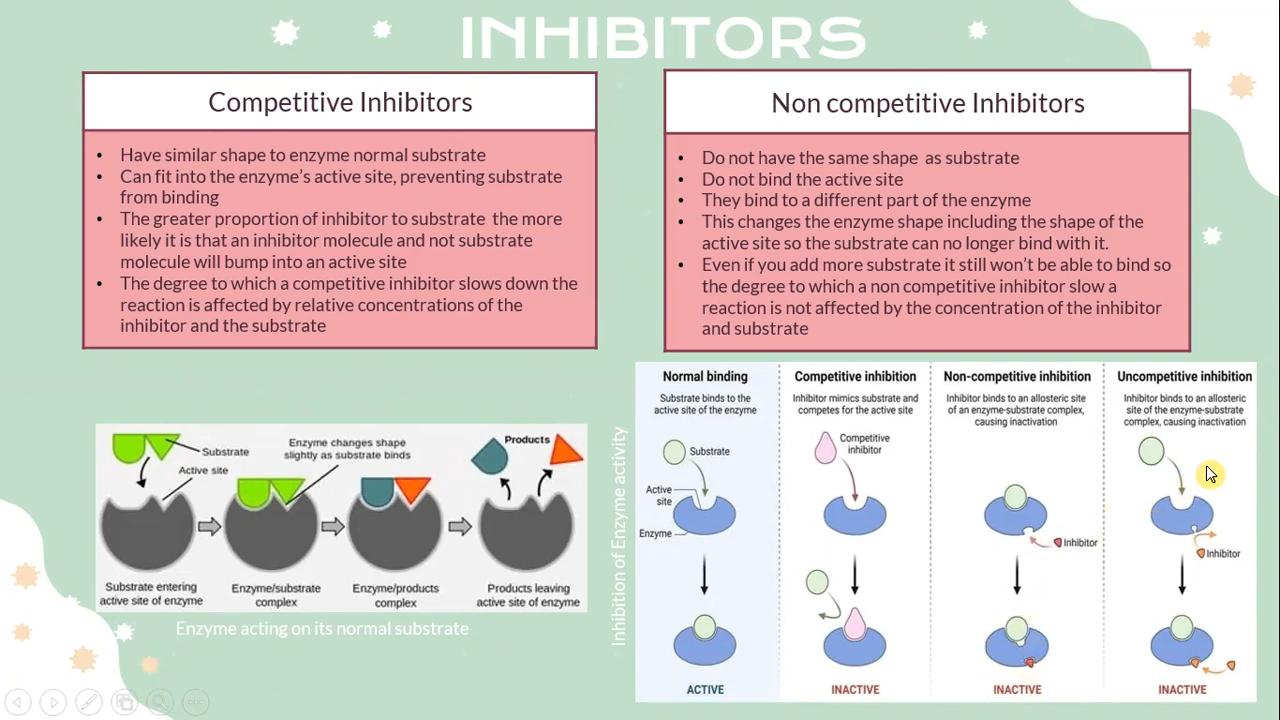 INHIBITORS
Competitive Inhibitors
• Have similar shape to enzyme normal substrate
• Can fit into the enzyme's active site, preventing substrate
from binding
• The greater proportion of inhibitor to substrate the more
likely it is that an inhibitor molecule and not substrate
molecule will bump into an active site
• The degree to which a competitive inhibitor slows down the
reaction is affected by relative concentrations of the
inhibitor and the substrate
Non competitive Inhibitors
• Do not have the same shape as substrate
• Do not bind the active site
• They bind to a different part of the enzyme
• This changes the enzyme shape including the shape of the
active site so the substrate can no longer bind with it.
• Even if you add more substrate it still won't be able to bind so
the degree to which a non competitive inhibitor slow a
reaction is not affected by the concentration of the inhibitor
and substrate
Substrate
Active site
Enzyme changes shape
slightly as substrate binds
Products
Substrate entering
active site of enzyme
Enzyme/substrate
complex
Enzyme/products
complex
Products leaving
active site of enzyme
Enzyme acting on its normal substrate
Inhibition of Enzyme activity
Normal binding
Substrate binds to the
active site of the enzyme
Substrate
Active
site
Enzyme
ACTIVE
Competitive inhibition
Inhibitor mimics substrate and
competes for the active site
Competitive
inhibitor
INACTIVE
Non-competitive inhibition
Inhibitor binds to an allosteric site
of an enzyme-substrate complex,
causing inactivation
Inhibitor
INACTIVE
Uncompetitive inhibition
Inhibitor binds to an allosteric
site of the enzyme-substrate
complex, causing inactivation
Inhibitor
INACTIVE